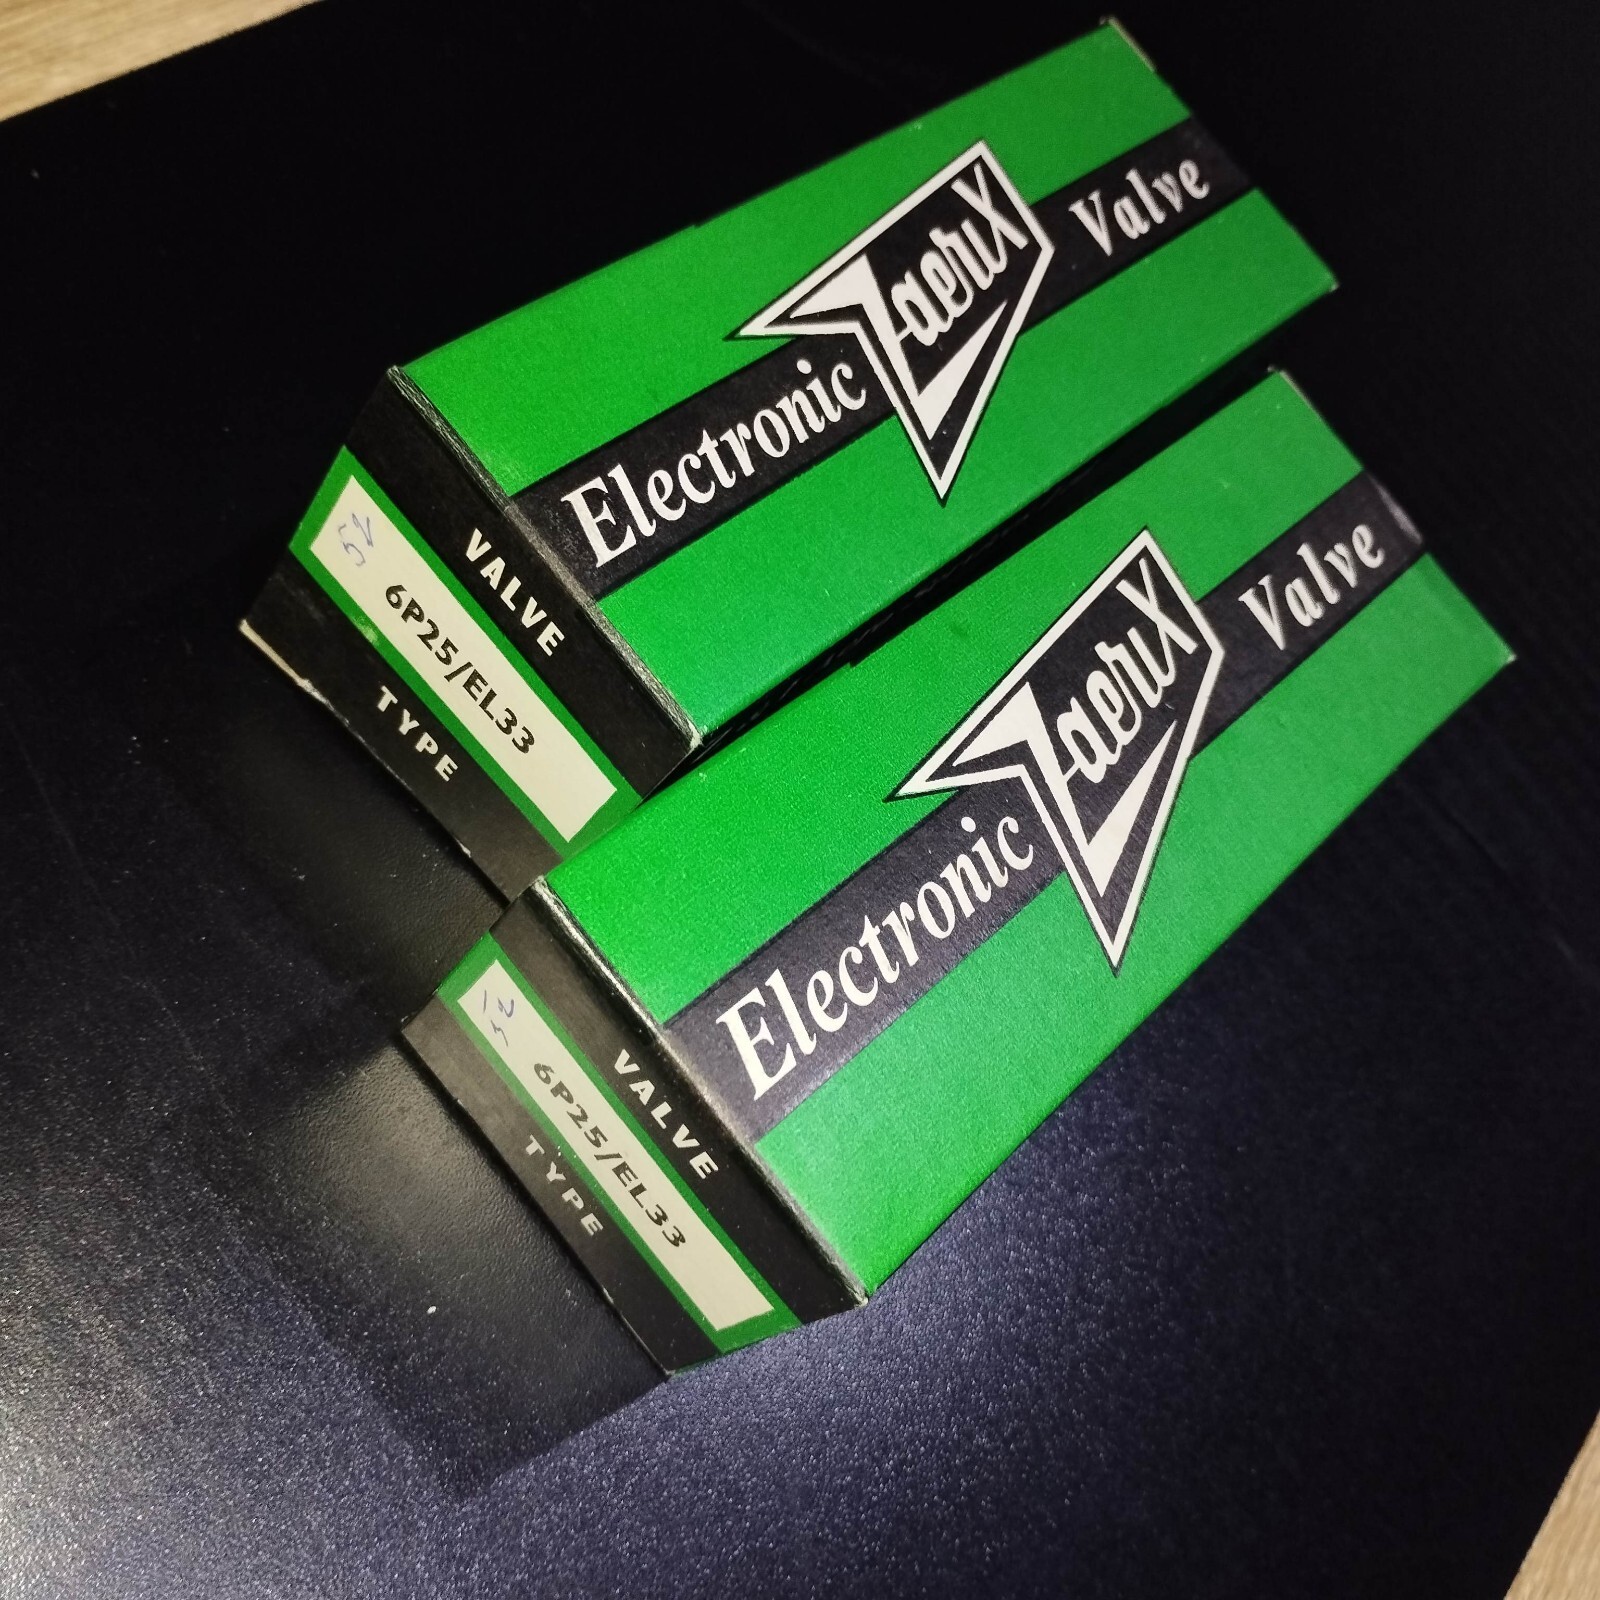 Electronic Zaerix Valve
VALVE
52
6P25/EL33
TYPE
Electronic Zaerix Valve
VALVE
52
6P25/EL33
TYPE